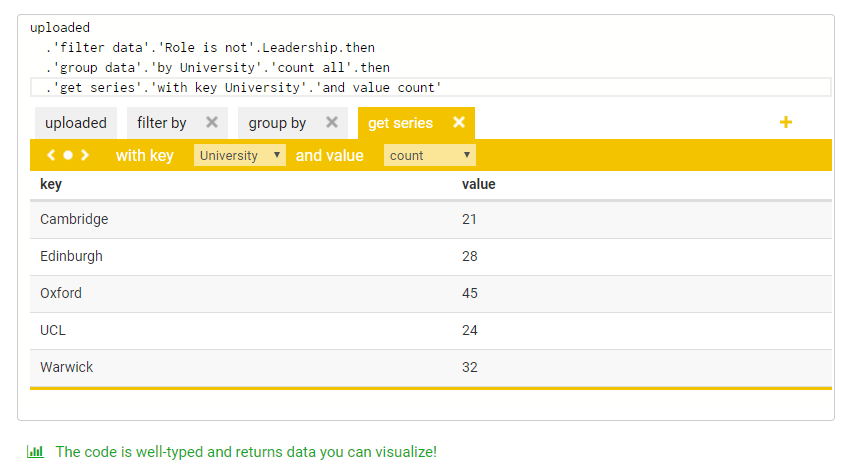 uploaded
.'filter data'.'Role is not'.Leadership.then
.'group data'.'by University'.'count all'.then
.'get series'.'with key University'.'and value count'
uploaded filter by group by get series
with key University and value count
key value
Cambridge 21
Edinburgh 28
Oxford 45
UCL 24
Warwick 32
The code is well-typed and returns data you can visualize!